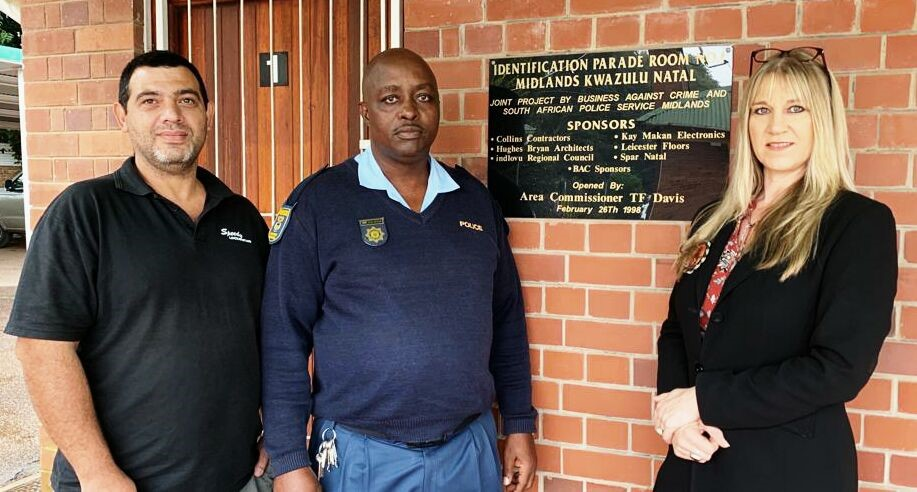 IDENTIFICATION PARADE ROOM
MIDLANDS KWAZULU NATAL
JOINT PROJECT BY BUSINESS AGAINST CRIME AND
SOUTH AFRICAN POLICE SERVICE MIDLANDS
SPONSORS
• Collins Contractors
• Hughes Bryan Architects
• indlovu Regional Council
• Kay Makan Electronics
• Leicester Floors
• Spar Natal
• BAC Sponsors
Opened By:
Area Commissioner TF Davis
February 26Th 1998
1
Speedy
POLICE